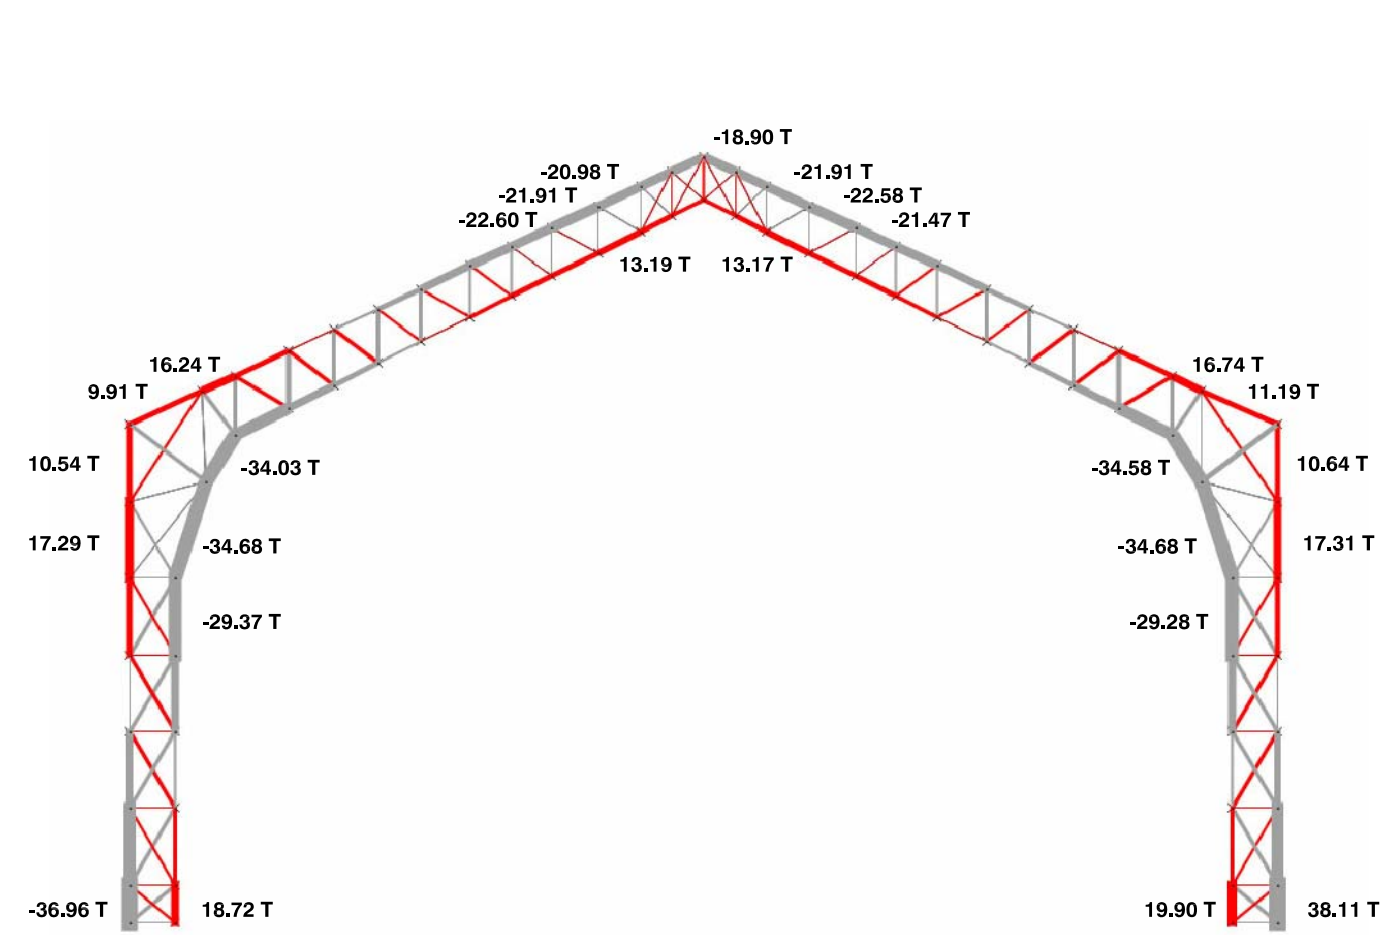 -18.90 T
-20.98 T
-21.91 T
-21.91 T
-22.58 T
-22.60 T
-21.47 T
13.19 T
13.17 T
16.24 T
16.74 T
9.91 T
11.19 T
10.54 T
-34.03 T
-34.58 T
10.64 T
17.29 T
-34.68 T
-34.68 T
17.31 T
-29.37 T
-29.28 T
-36.96 T
18.72 T
19.90 T
38.11 T